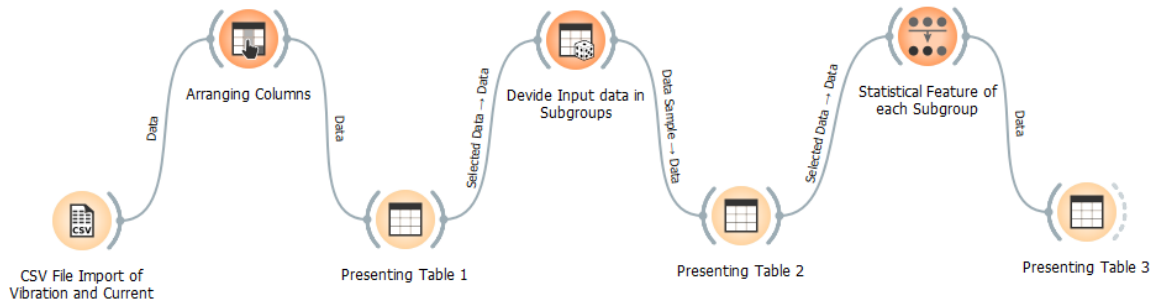 Arranging Columns
Devide Input data in
Subgroups
Statistical Feature of
each Subgroup
Data
Data
Selected Data → Data
Data Sample → Data
Selected Data → Data
Data
CSV
CSV File Import of
Vibration and Current
Presenting Table 1
Presenting Table 2
Presenting Table 3